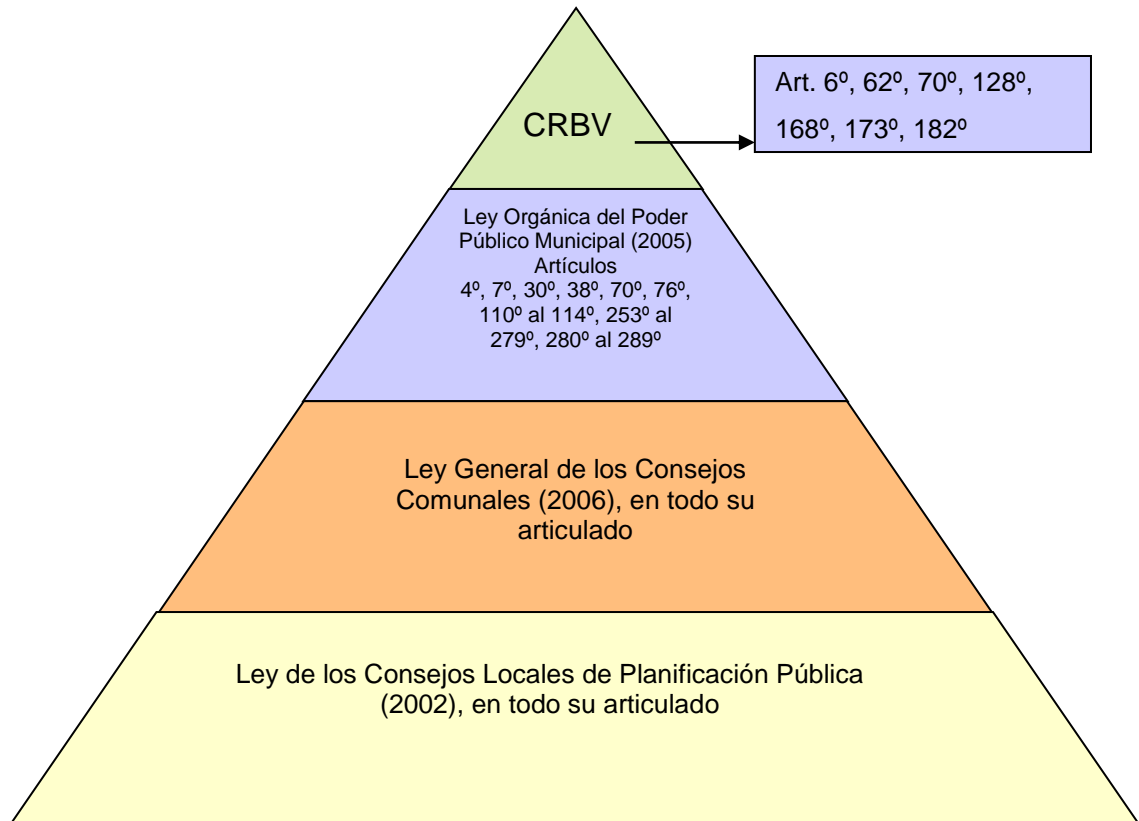 CRBV
Art. 6º, 62º, 70º, 128º,
168º, 173º, 182º
Ley Orgánica del Poder
Público Municipal (2005)
Artículos
4º, 7º, 30º, 38º, 70º, 76º,
110º al 114º, 253º al
279º, 280º al 289º
Ley General de los Consejos
Comunales (2006), en todo su
articulado
Ley de los Consejos Locales de Planificación Pública
(2002), en todo su articulado